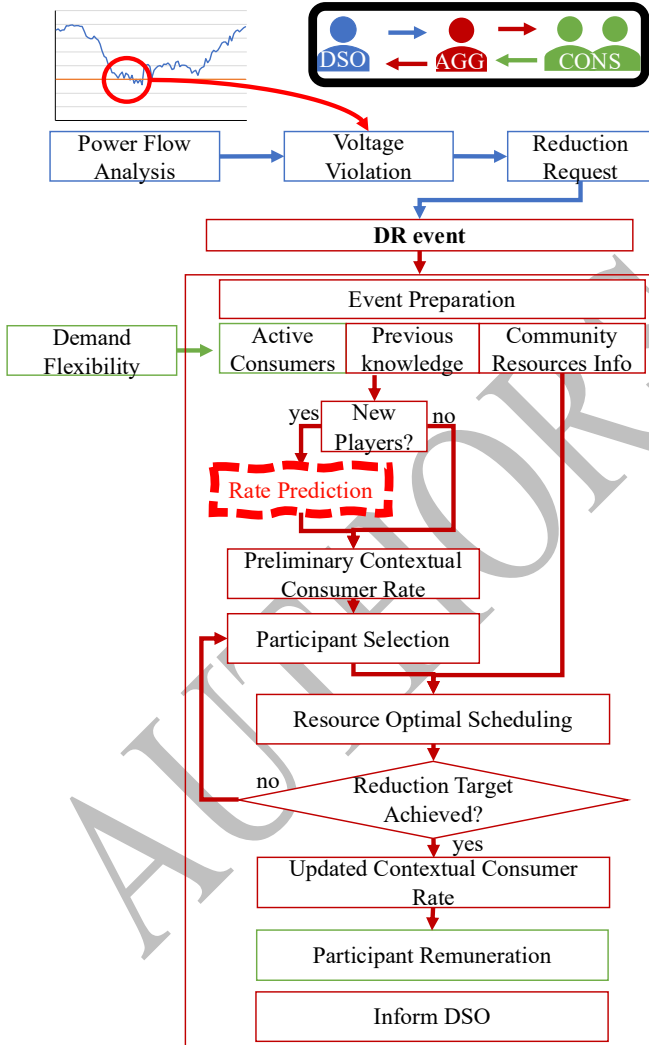 DSO
AGG
CONS
Power Flow
Analysis
Voltage
Violation
Reduction
Request
DR event
Event Preparation
Demand
Flexibility
Active
Consumers
Previous
knowledge
Community
Resources Info
yes
New
Players?
no
Rate Prediction
Preliminary Contextual
Consumer Rate
Participant Selection
Resource Optimal Scheduling
no
Reduction Target
Achieved?
yes
Updated Contextual Consumer
Rate
Participant Remuneration
Inform DSO
AUTHOR